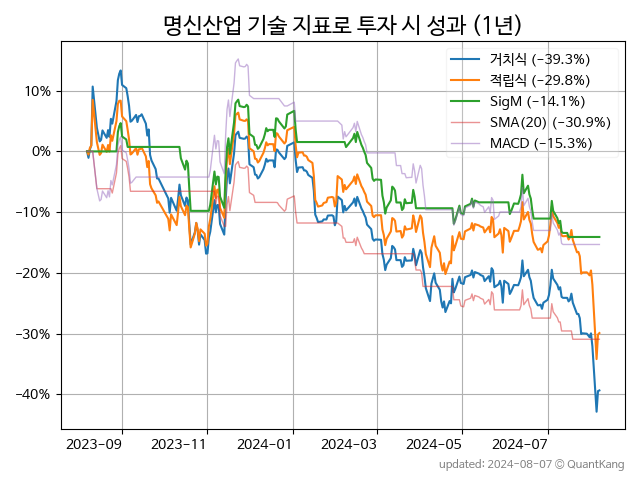 명신산업 기술 지표로 투자 시 성과 (1년)
거치식 (−39.3%)
적립식 (−29.8%)
SigM (−14.1%)
SMA(20) (−30.9%)
MACD (−15.3%)
10%
0%
−10%
−20%
−30%
−40%
2023-09 2023-11 2024-01 2024-03 2024-05 2024-07
updated: 2024-08-07 © QuantKang